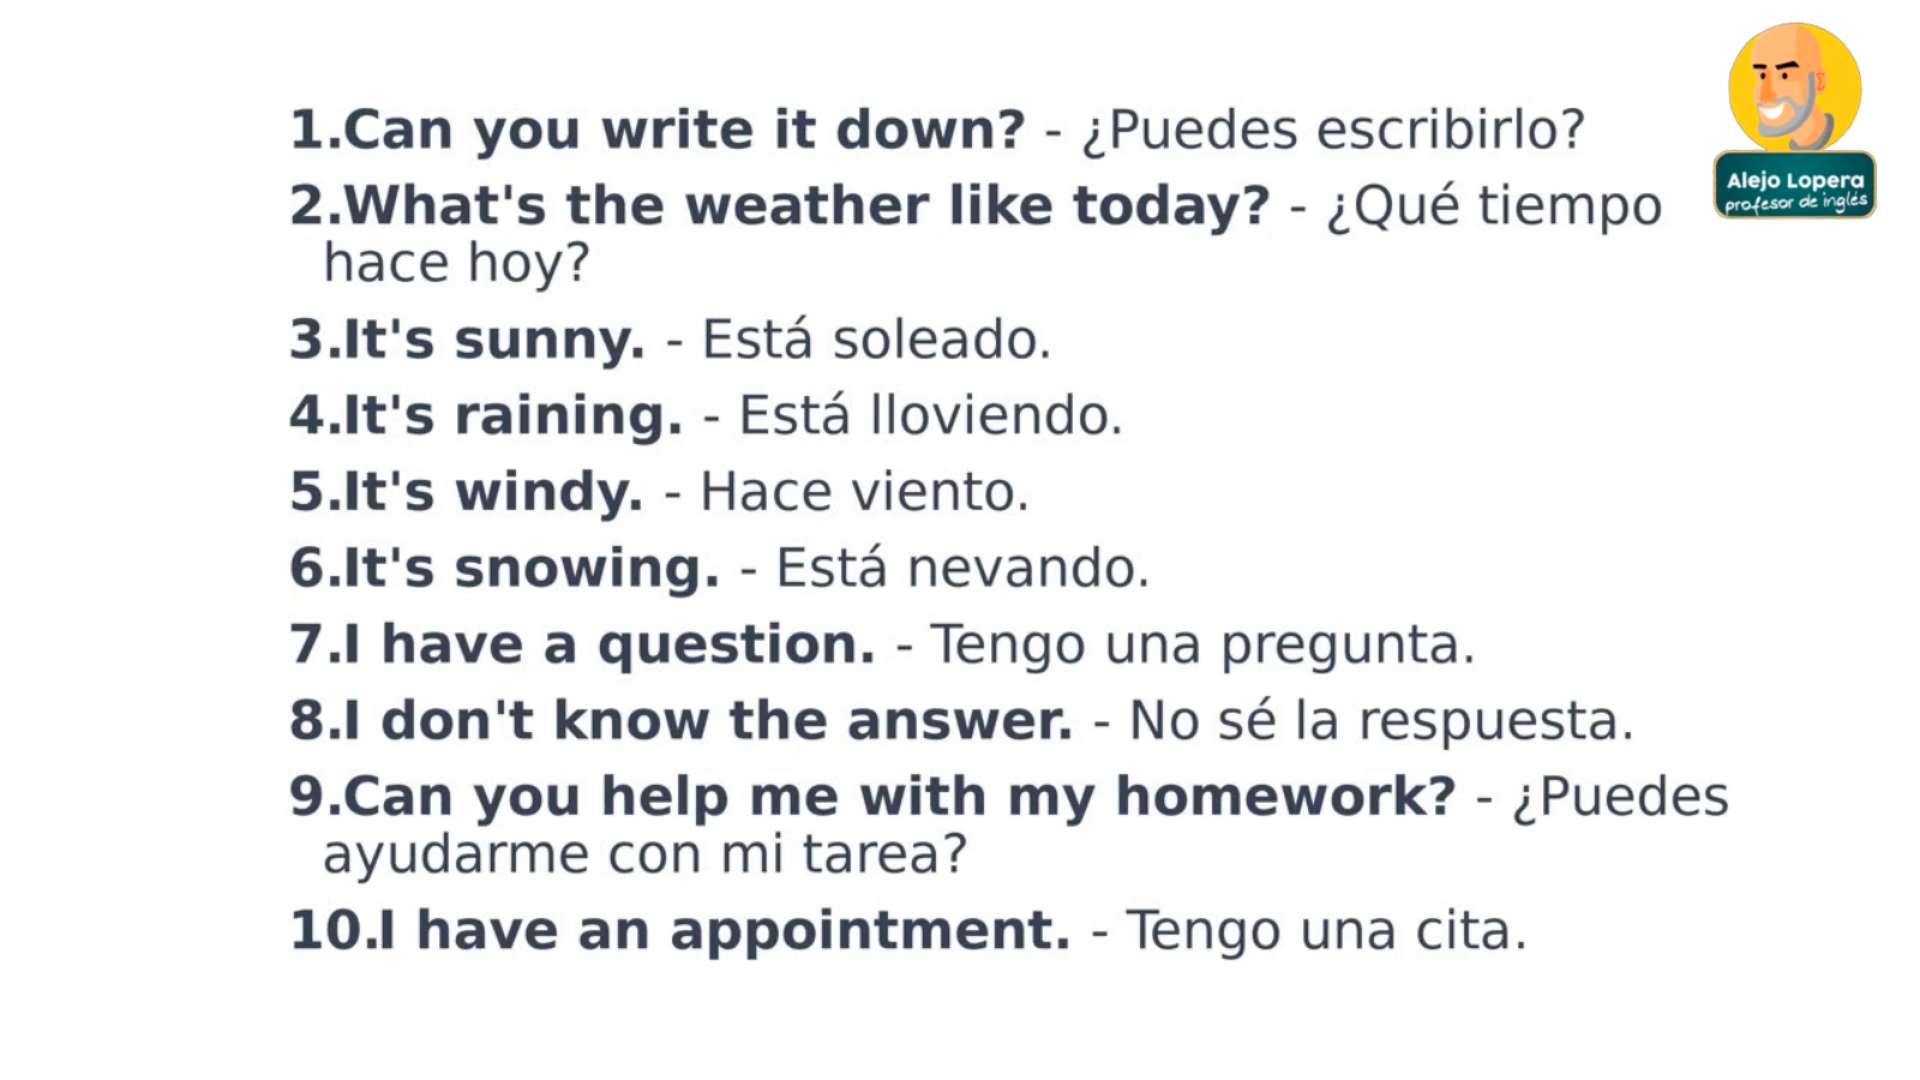 1.Can you write it down? - ¿Puedes escribirlo?
2.What's the weather like today? - ¿Qué tiempo
hace hoy?
3.It's sunny. - Está soleado.
4.It's raining. - Está lloviendo.
5.It's windy. - Hace viento.
6.It's snowing. - Está nevando.
7.I have a question. - Tengo una pregunta.
8.I don't know the answer. - No sé la respuesta.
9.Can you help me with my homework? - ¿Puedes
ayudarme con mi tarea?
10.I have an appointment. - Tengo una cita.
Alejo Lopera
profesor de inglés